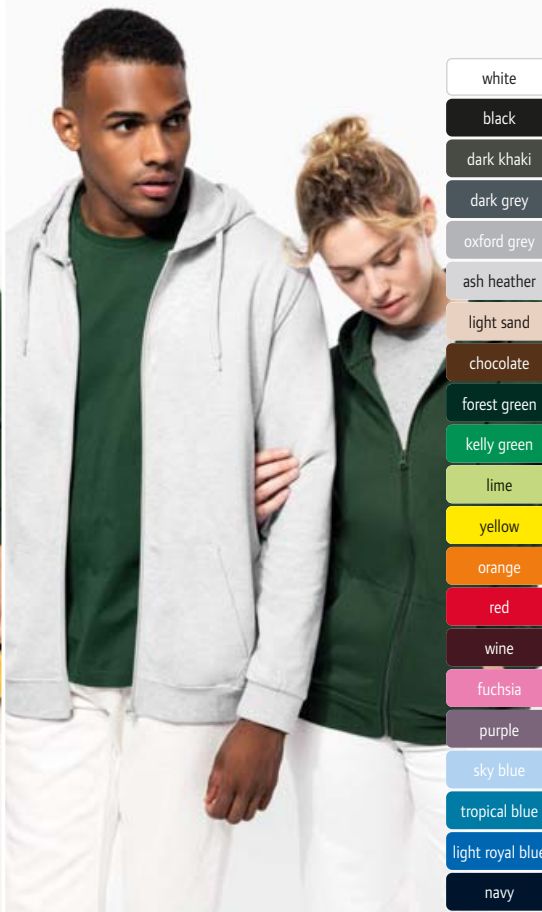 white
black
dark khaki
dark grey
oxford grey
ash heather
light sand
chocolate
forest green
kelly green
lime
yellow
orange
red
wine
fuchsia
purple
sky blue
tropical blue
light royal blue
navy